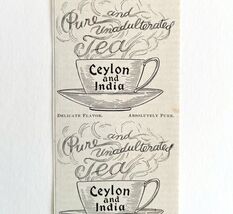 Pure and
Unadulterated
Tea
Ceylon
and
India
DELICATE FLAVOR. ABSOLUTELY PURE.
Pure and
Unadulterated
Tea
Ceylon
and
India